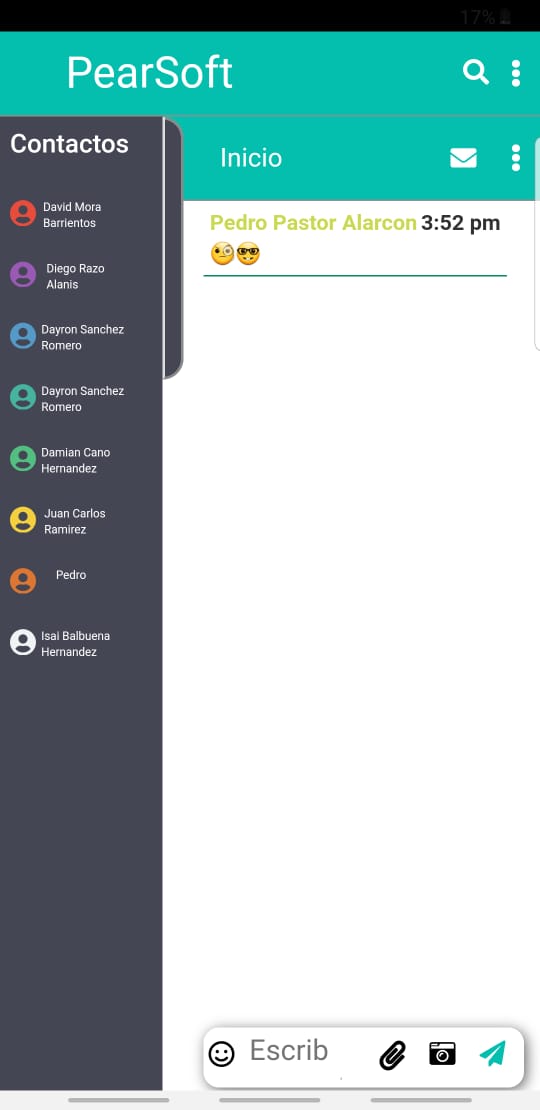 17%
PearSoft
Contactos
Inicio
Pedro Pastor Alarcon 3:52 pm
🧐🤓
David Mora
Barrientos
Diego Razo
Alanis
Dayron Sanchez
Romero
Dayron Sanchez
Romero
Damian Cano
Hernandez
Juan Carlos
Ramirez
Pedro
Isai Balbuena
Hernandez
Escrib